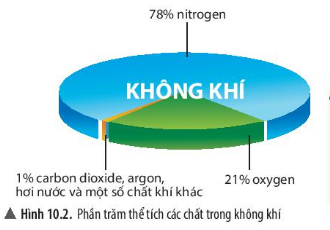 78% nitrogen
KHÔNG KHÍ
1% carbon dioxide, argon,
hơi nước và một số chất khí khác
21% oxygen
▲ Hình 10.2. Phần trăm thể tích các chất trong không khí